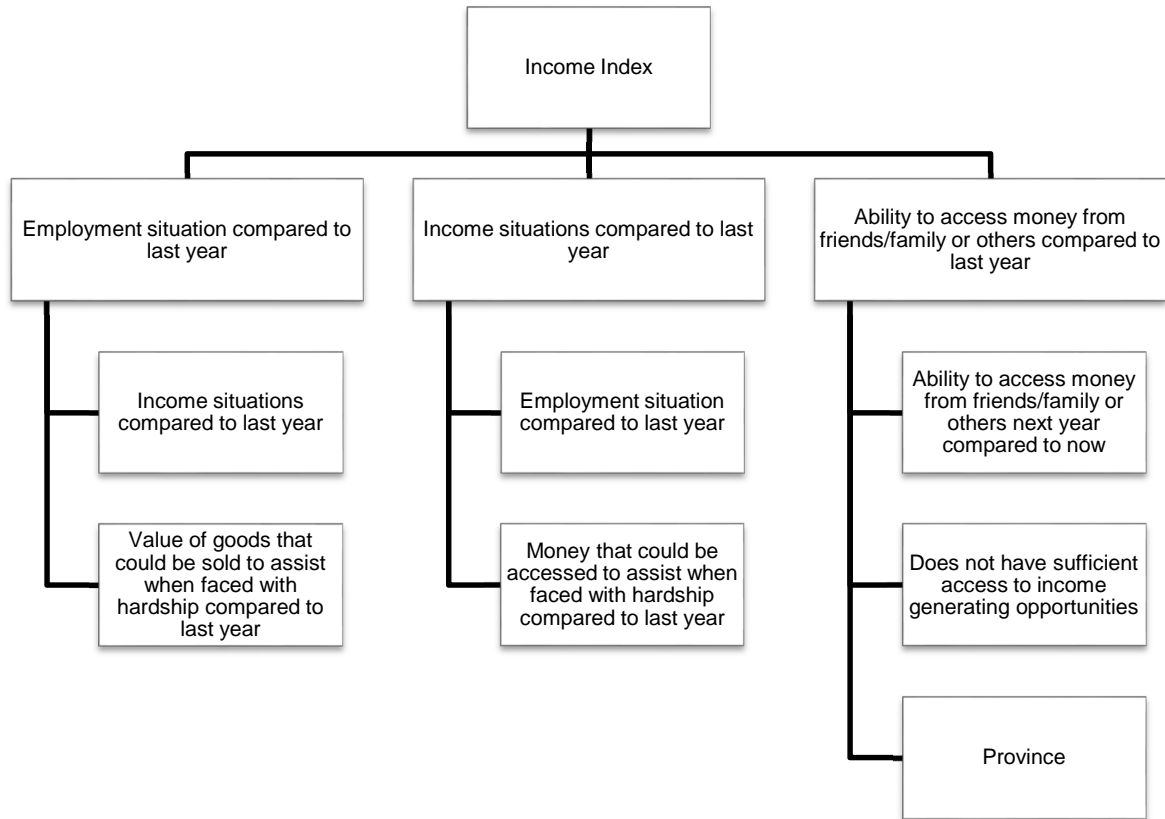 Income Index
Employment situation compared to
last year
Income situations compared to last
year
Ability to access money from
friends/family or others compared to
last year
Income situations
compared to last year
Value of goods that
could be sold to assist
when faced with
hardship compared to
last year
Employment situation
compared to last year
Money that could be
accessed to assist when
faced with hardship
compared to last year
Ability to access money
from friends/family or
others next year
compared to now
Does not have sufficient
access to income
generating opportunities
Province